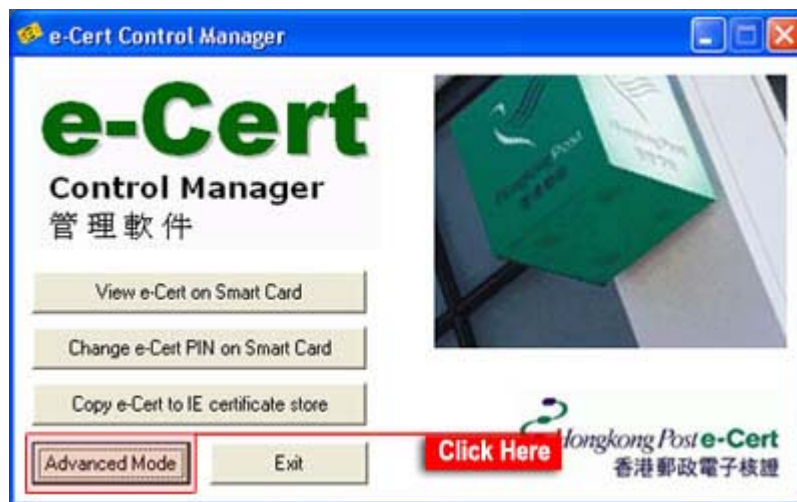 e-Cert Control Manager
e-Cert
Control Manager
管理軟件
Hongkong Post
View e-Cert on Smart Card
Change e-Cert PIN on Smart Card
Copy e-Cert to IE certificate store
Advanced Mode
Exit
Click Here
Hongkong Post e-Cert
香港郵政電子核證